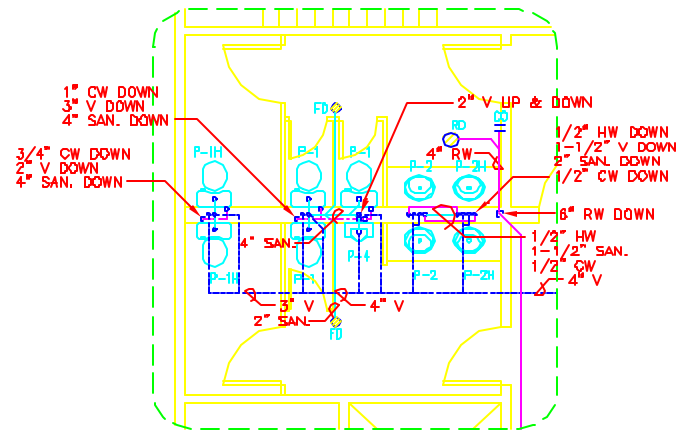 1" CW DOWN
3" V DOWN
4" SAN. DOWN
3/4" CW DOWN
2" V DOWN
4" SAN. DOWN
FD
2" V UP & DOWN
RD
4" RW
1/2" HW DOWN
1-1/2" V DOWN
2" SAN. DOWN
1/2" CW DOWN
P-1H
P-1
P-1
P-2
P-2H
6" RW DOWN
4" SAN.
P-4
1/2" HW
1-1/2" SAN.
1/2" CW
4" V
P-1H
P-1
P-2
P-2H
3" V
4" V
2" SAN.
FD